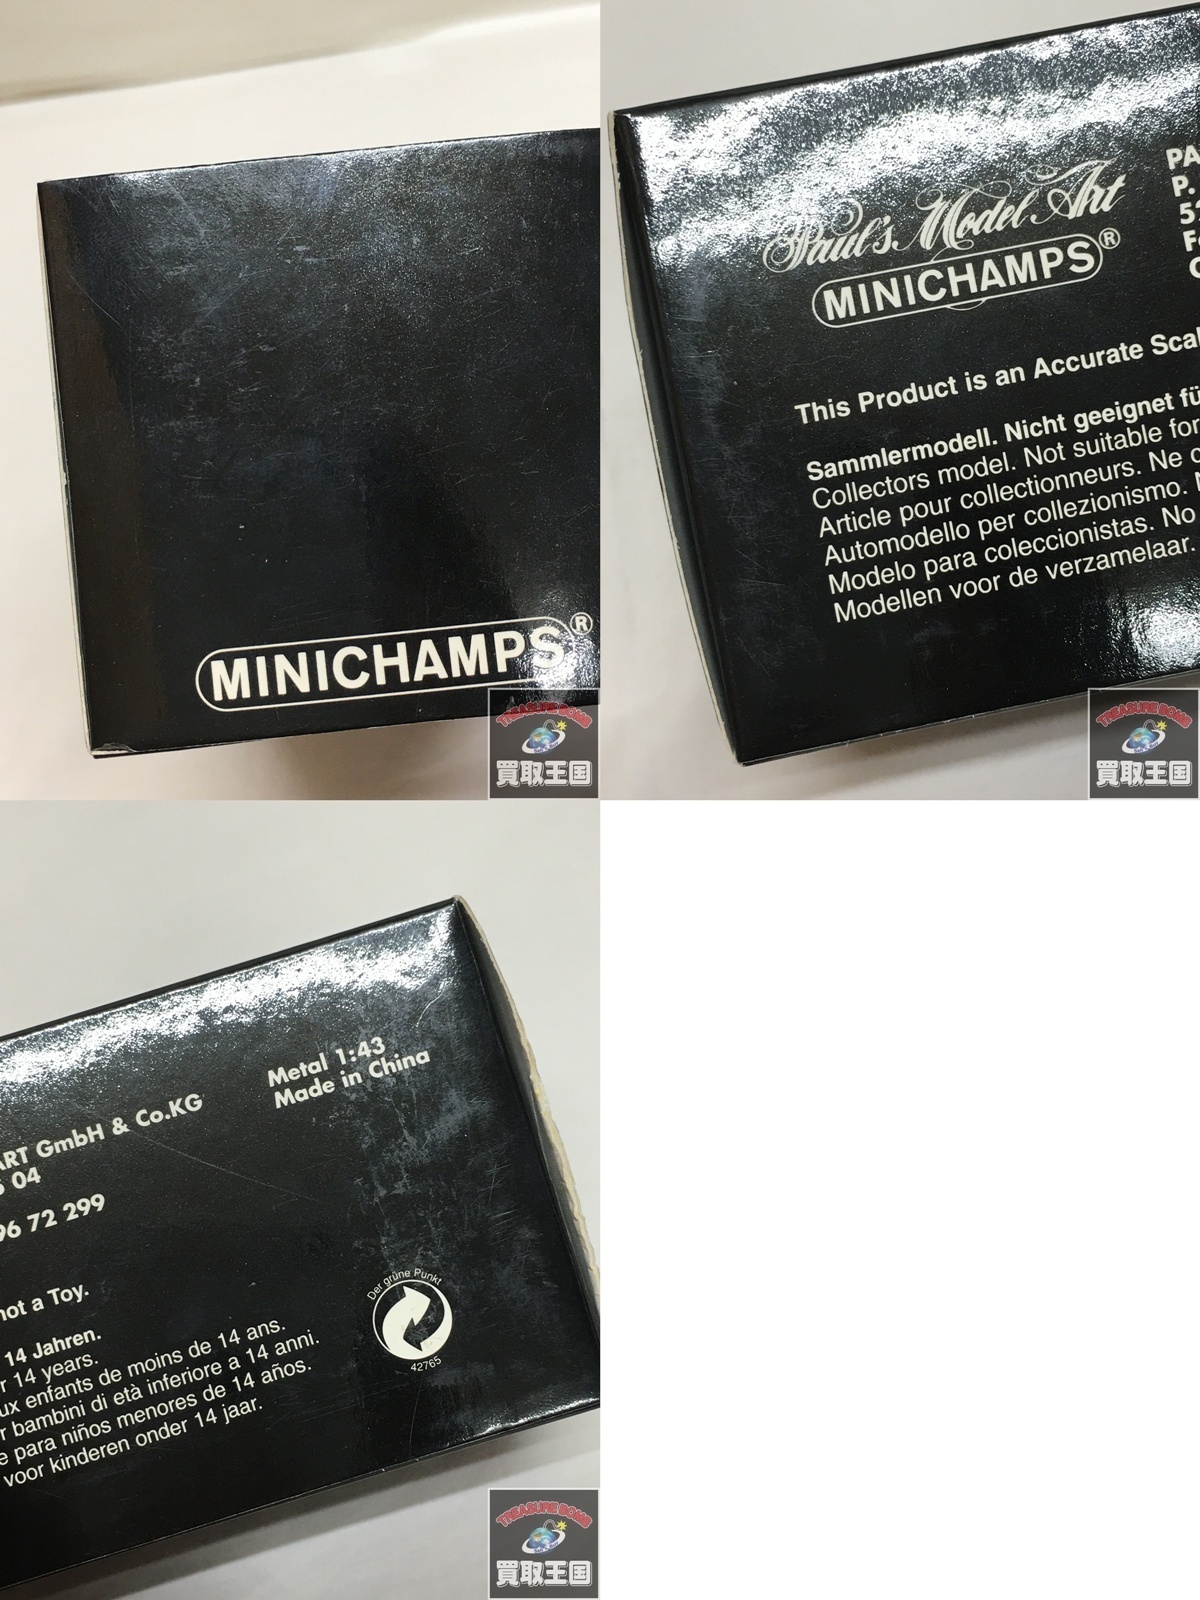 MINICHAMPS®
TREASURE BOMB
買取王国
Paul's Model Art
MINICHAMPS®
PA
P.
This Product is an Accurate Scal
Sammlermodell. Nicht geeignet fü
Collectors model. Not suitable for
Article pour collectionneurs. Ne
Automodello per collezionismo.
Modelo para coleccionistas. No
Modellen voor de verzamelaar.
TREASURE BOMB
買取王国
Metal 1:43
Made in China
ART GmbH & Co.KG
04
96 72 299
not a Toy.
14 Jahren.
r 14 years.
ux enfants de moins de 14 ans.
r bambini di età inferiore a 14 anni.
e para niños menores de 14 años.
voor kinderen onder 14 jaar.
Der grüne Punkt
42765
TREASURE BOMB
買取王国